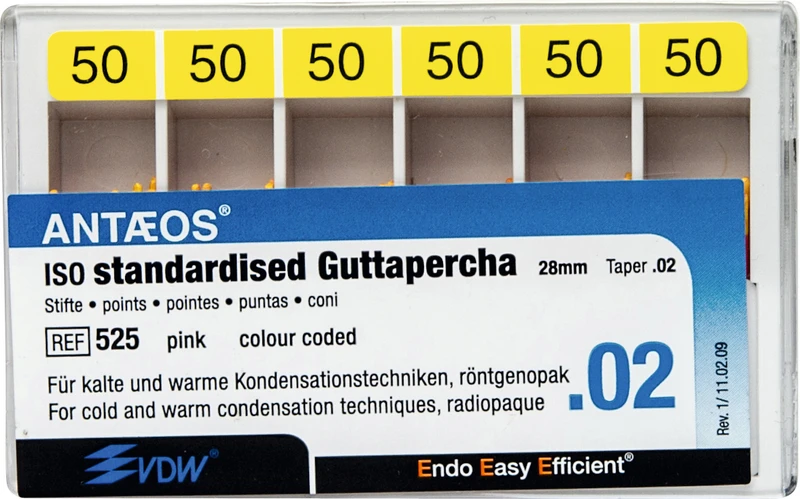 50 50 50 50 50 50
ANTÆOS®
ISO standardised Guttapercha 28mm Taper .02
Stifte • points • pointes • puntas • coni
REF 525 pink colour coded
Für kalte und warme Kondensationstechniken, röntgenopak
For cold and warm condensation techniques, radiopaque
.02
Rev. 1/ 11.02.09
VDW®
Endo Easy Efficient®